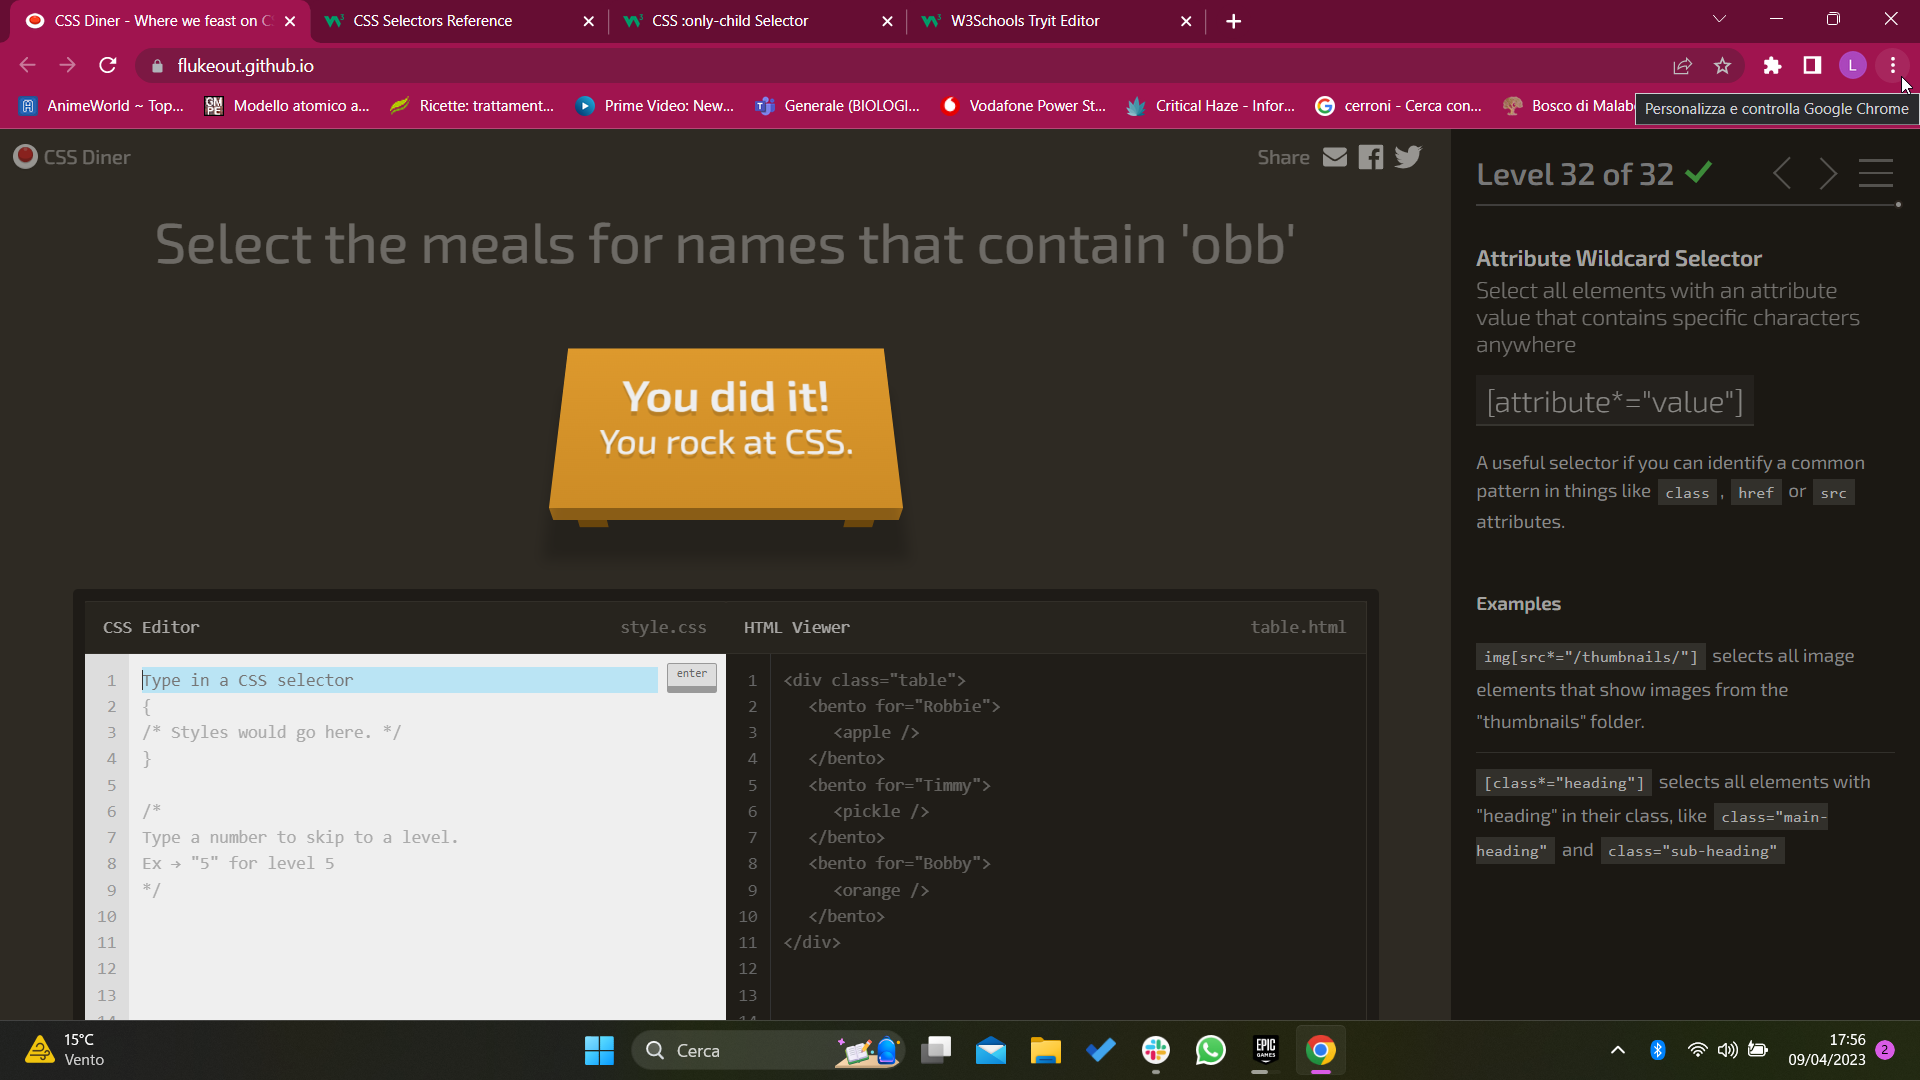 CSS Diner - Where we feast on C
CSS Selectors Reference
CSS :only-child Selector
W3Schools Tryit Editor
flukeout.github.io
L
AnimeWorld ~ Top...
Modello atomico a...
Ricette: trattament...
Prime Video: New...
Generale (BIOLOGI...
Vodafone Power St...
Critical Haze - Infor...
cerroni - Cerca con...
Bosco di Malab
Personalizza e controlla Google Chrome
CSS Diner
Share
Level 32 of 32
Select the meals for names that contain 'obb'
Attribute Wildcard Selector
Select all elements with an attribute
value that contains specific characters
anywhere
[attribute*="value"]
A useful selector if you can identify a common
pattern in things like class , href or src
attributes.
Examples
img[src*="/thumbnails/"] selects all image
elements that show images from the
"thumbnails" folder.
[class*="heading"] selects all elements with
"heading" in their class, like class="main-
heading" and class="sub-heading"
You did it!
You rock at CSS.
CSS Editor
style.css
HTML Viewer
table.html
1 Type in a CSS selector
enter
2 {
3 /* Styles would go here. */
4 }
5
6 /*
7 Type a number to skip to a level.
8 Ex → "5" for level 5
9 */
10
11
12
13
14
1 <div class="table">
2 <bento for="Robbie">
3 <apple />
4 </bento>
5 <bento for="Timmy">
6 <pickle />
7 </bento>
8 <bento for="Bobby">
9 <orange />
10 </bento>
11 </div>
12
13
14
15°C
Vento
Cerca
EPIC
GAMES
17:56
09/04/2023
2